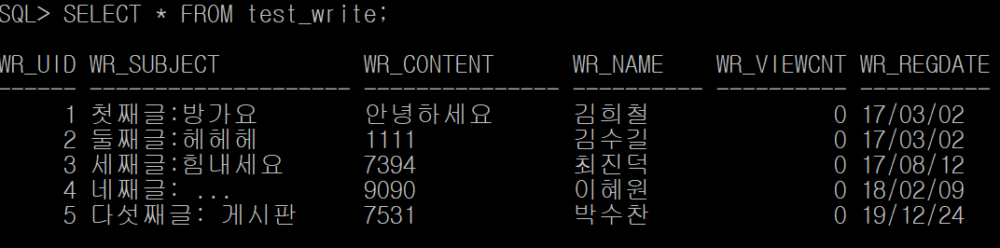 SQL> SELECT * FROM test_write;
WR_UID WR_SUBJECT WR_CONTENT WR_NAME WR_VIEWCNT WR_REGDATE
------ -------------------- --------------- ---------- ---------- ----------
1 첫째글:방가요 안녕하세요 김희철 0 17/03/02
2 둘째글:헤헤헤 1111 김수길 0 17/03/02
3 세째글:힘내세요 7394 최진덕 0 17/08/12
4 네째글: ... 9090 이혜원 0 18/02/09
5 다섯째글: 게시판 7531 박수찬 0 19/12/24